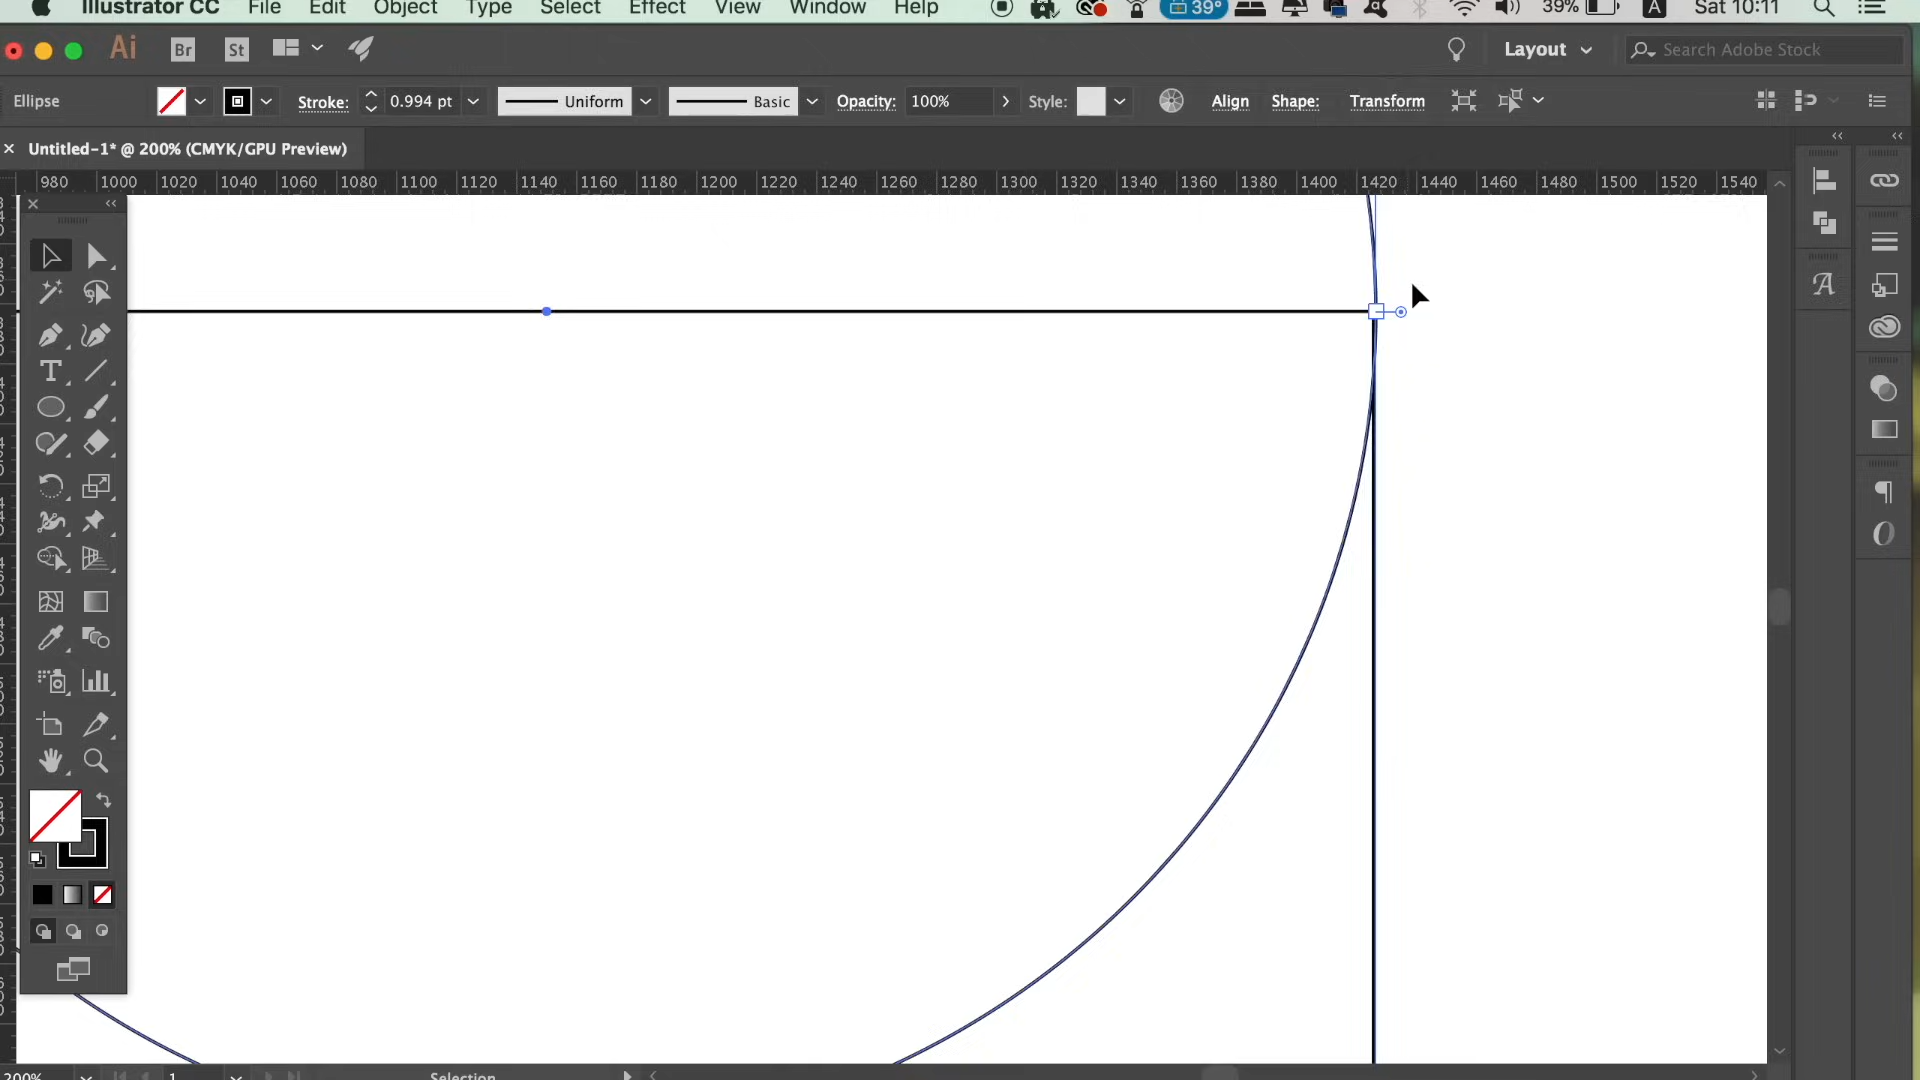 Illustrator CC File Edit Object Type Select Effect View Window Help 39° 39% A Sat 10:11
Ai Br St Layout Search Adobe Stock
Ellipse Stroke: 0.994 pt Uniform Basic Opacity: 100% Style: Align Shape: Transform
Untitled-1* @ 200% (CMYK/GPU Preview)
980 1000 1020 1040 1060 1080 1100 1120 1140 1160 1180 1200 1220 1240 1260 1280 1300 1320 1340 1360 1380 1400 1420 1440 1460 1480 1500 1520 1540
200% 1 Selection